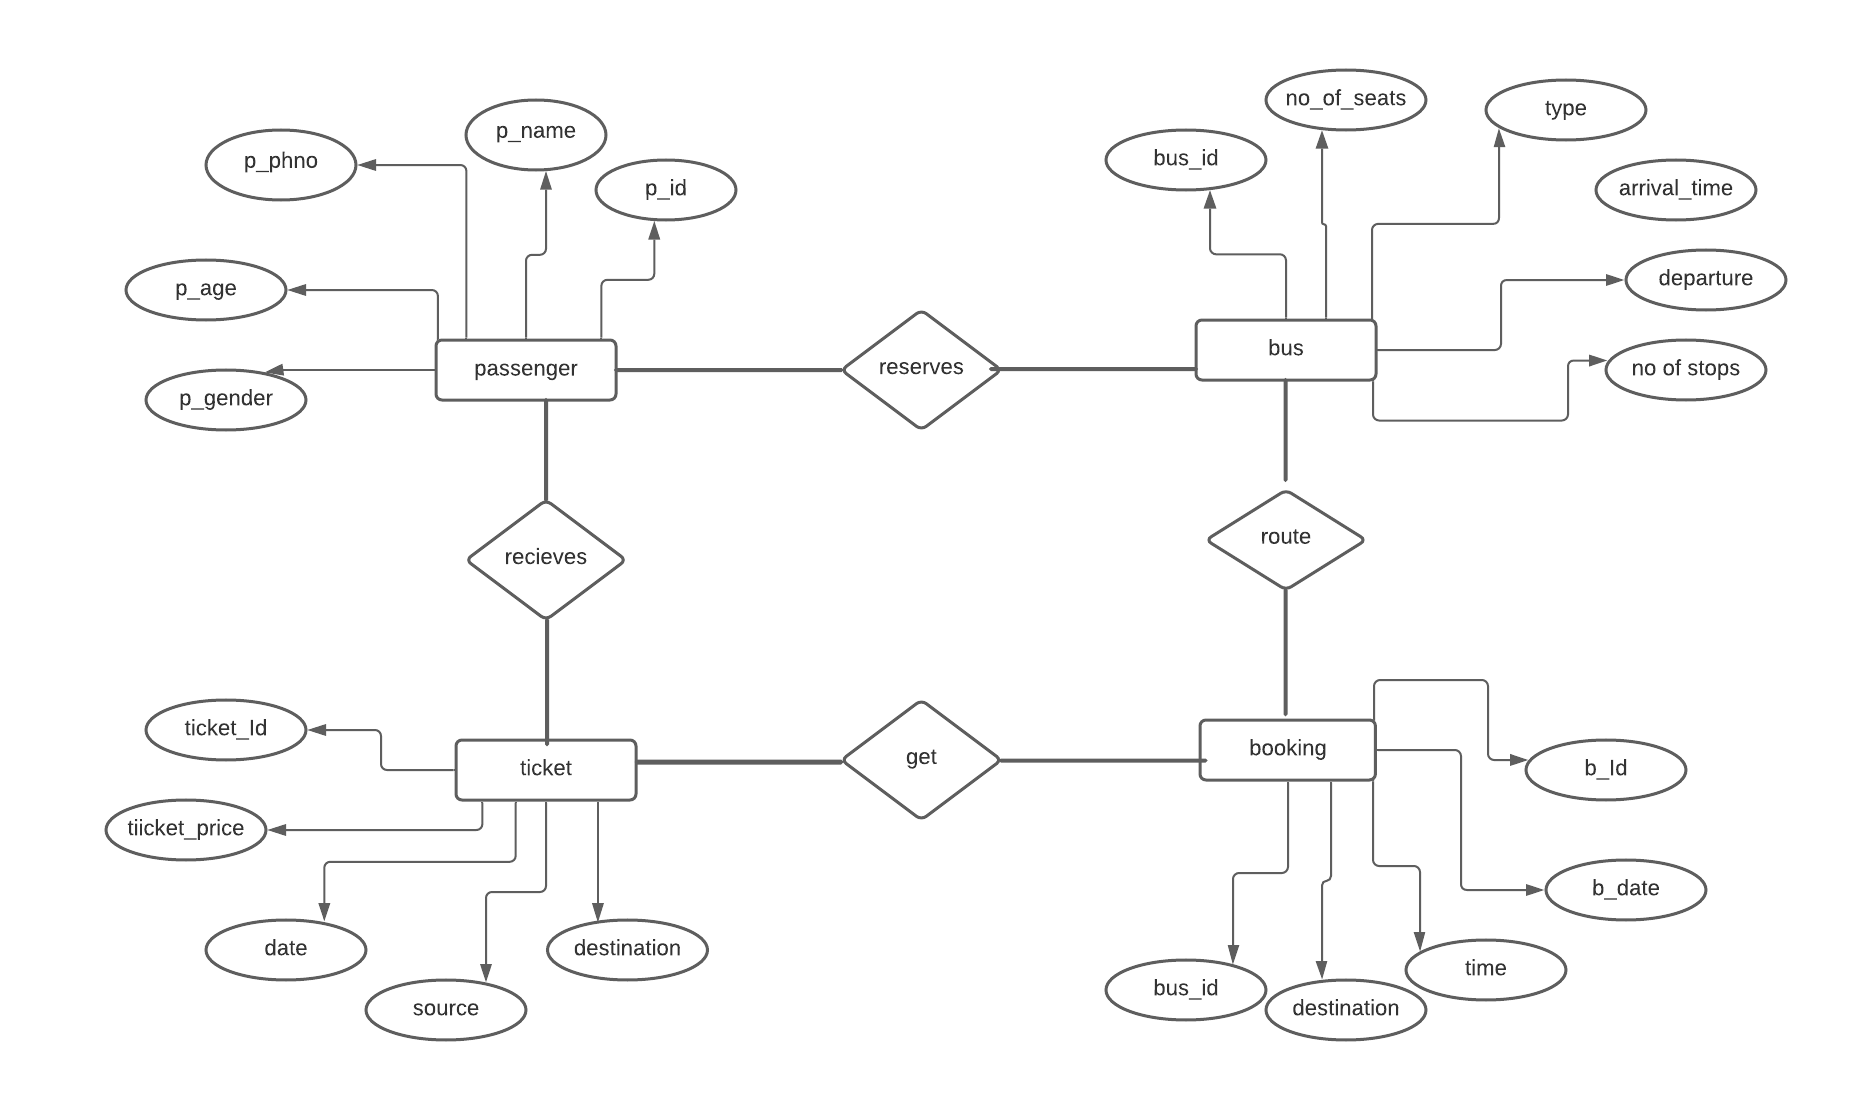 no_of_seats
type
p_name
p_phno
bus_id
p_id
arrival_time
departure
p_age
bus
passenger
reserves
no of stops
p_gender
recieves
route
ticket_Id
get
booking
ticket
b_Id
tiicket_price
b_date
date
destination
time
bus_id
source
destination